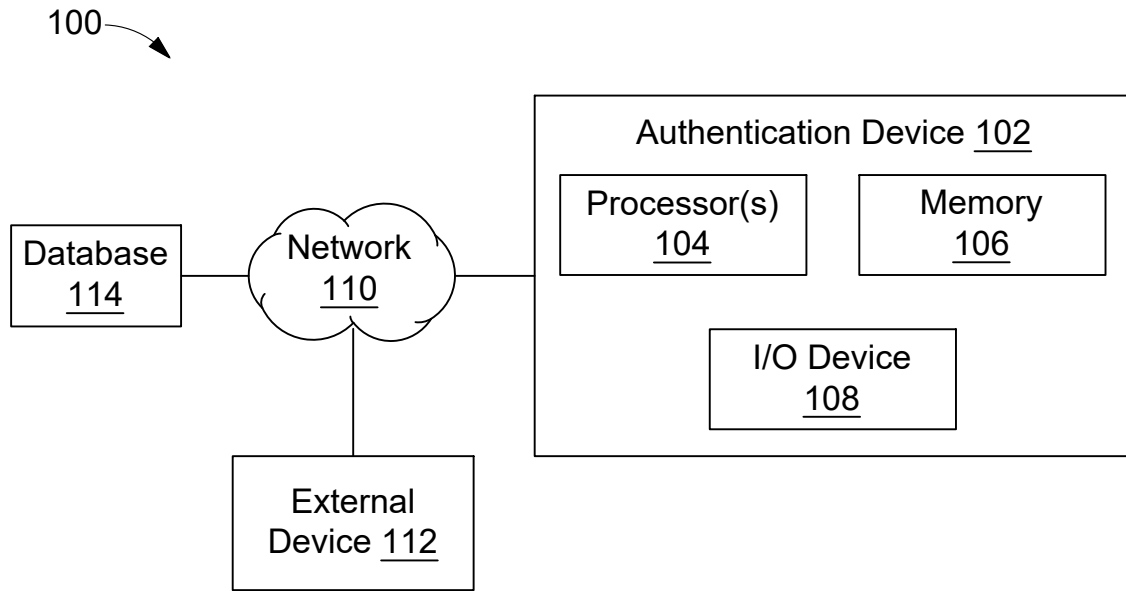 100
Authentication Device 102
Processor(s)
104
Memory
106
Database
114
Network
110
I/O Device
108
External
Device 112